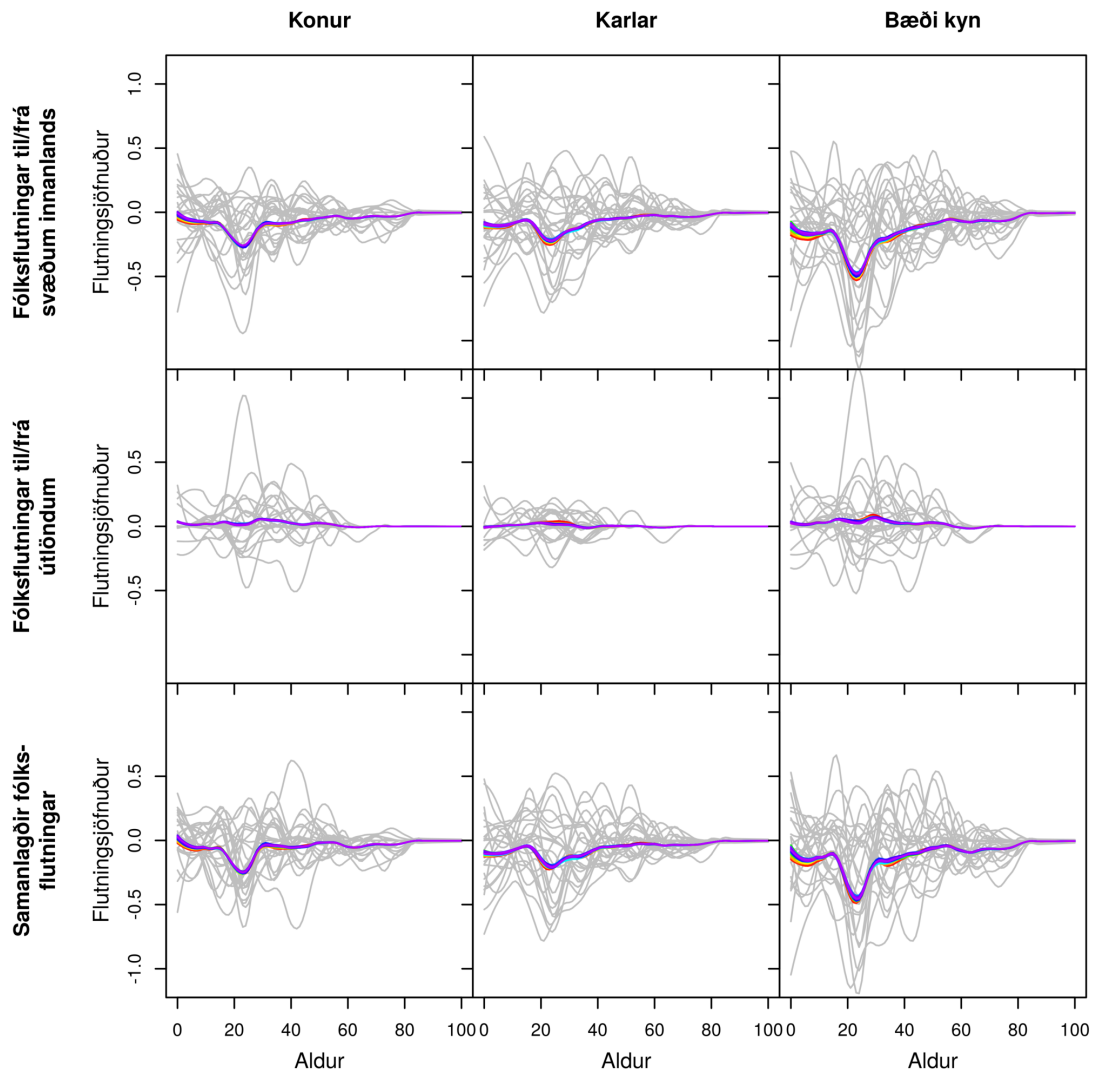 Konur Karlar Bæði kyn
Fólksflutningar til/frá
svæðum innanlands
Flutningsjöfnuður
1.0
0.5
0.0
-0.5
Fólksflutningar til/frá
útlöndum
Flutningsjöfnuður
0.5
0.0
-0.5
Samanlagðir fólks-
flutningar
Flutningsjöfnuður
0.5
0.0
-0.5
-1.0
0 20 40 60 80 100 0 20 40 60 80 100 0 20 40 60 80 100
Aldur Aldur Aldur